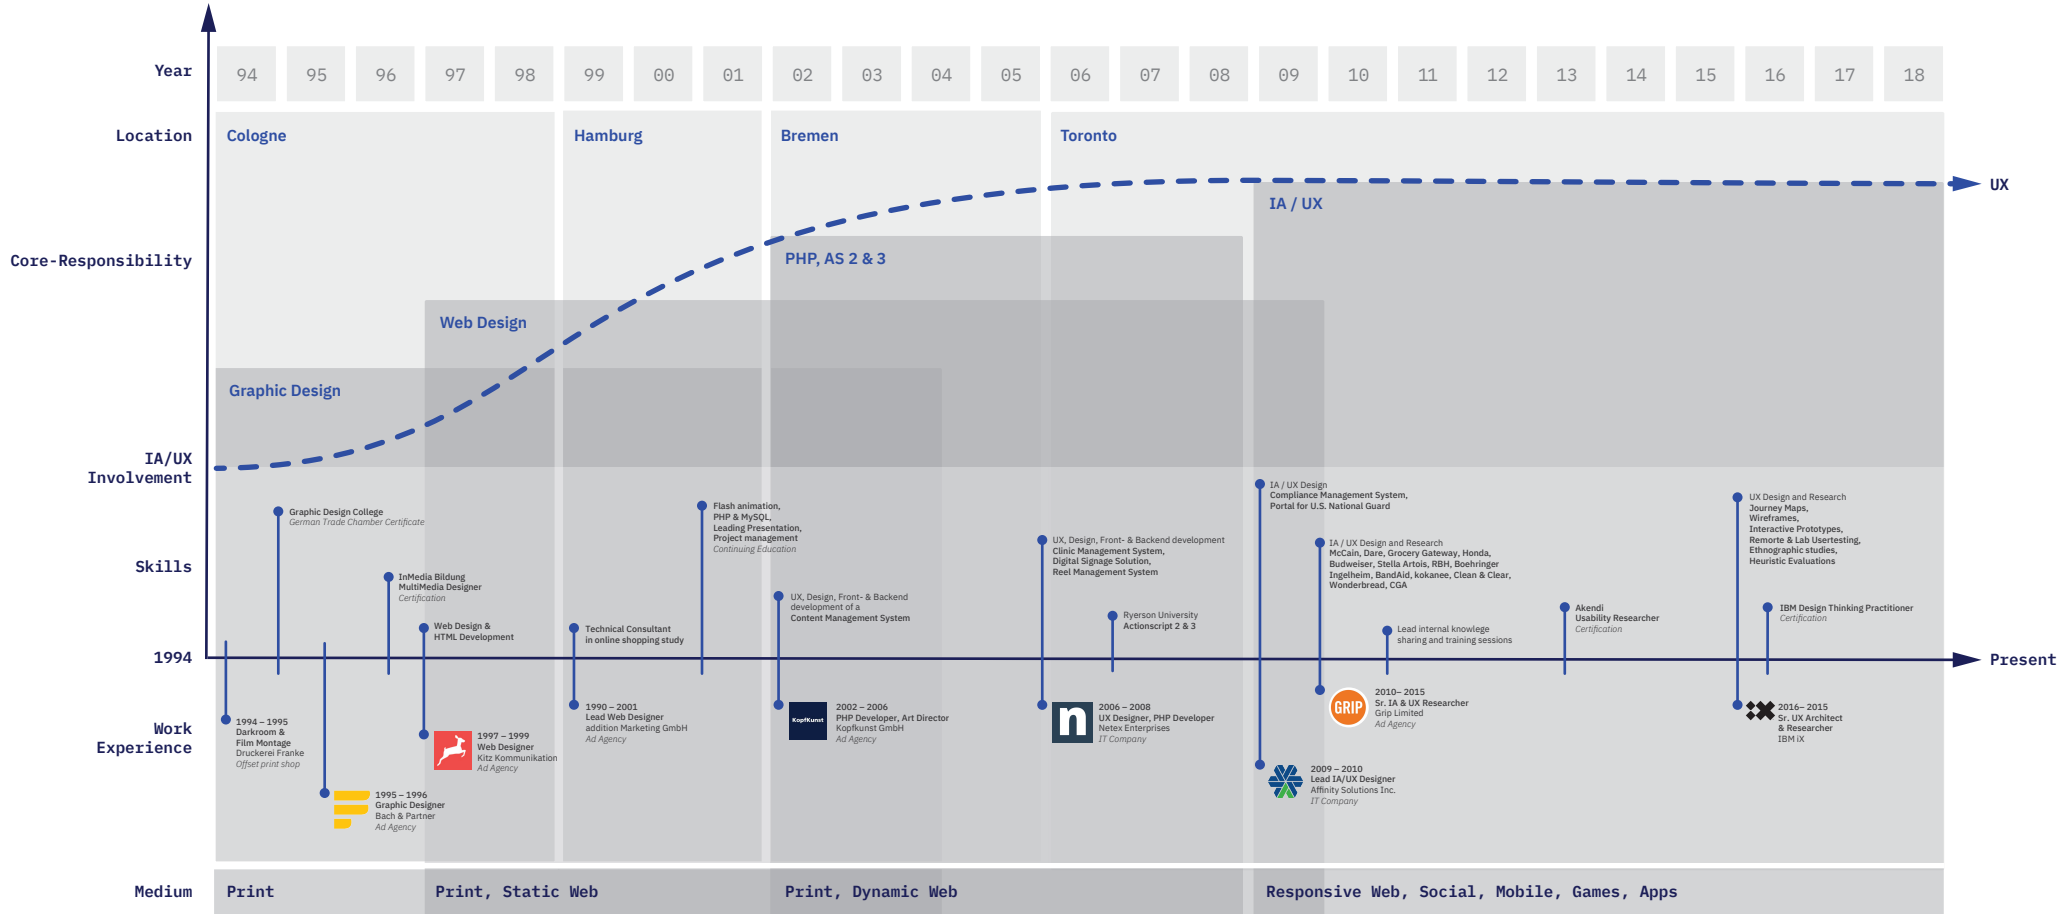 Year
94 95 96 97 98 99 00 01 02 03 04 05 06 07 08 09 10 11 12 13 14 15 16 17 18
Location
Cologne
Hamburg
Bremen
Toronto
UX
IA / UX
Core-Responsibility
PHP, AS 2 & 3
Web Design
Graphic Design
IA/UX
Involvement
Skills
Graphic Design College
German Trade Chamber Certificate
InMedia Bildung
MultiMedia Designer
Certification
Web Design &
HTML Development
Technical Consultant
in online shopping study
Flash animation,
PHP & MySQL,
Leading Presentation,
Project management
Continuing Education
UX, Design, Front- & Backend
development of a
Content Management System
UX, Design, Front- & Backend development
Clinic Management System,
Digital Signage Solution,
Reel Management System
Ryerson University
Actionscript 2 & 3
IA / UX Design
Compliance Management System,
Portal for U.S. National Guard
IA / UX Design and Research
McCain, Dare, Grocery Gateway, Honda,
Budweiser, Stella Artois, RBH, Boehringer
Ingelheim, BandAid, kokanee, Clean & Clear,
Wonderbread, CGA
Lead internal knowlege
sharing and training sessions
Akendi
Usability Researcher
Certification
UX Design and Research
Journey Maps,
Wireframes,
Interactive Prototypes,
Remorte & Lab Usertesting,
Ethnographic studies,
Heuristic Evaluations
IBM Design Thinking Practitioner
Certification
1994
Present
Work
Experience
1994 – 1995
Darkroom &
Film Montage
Druckerei Franke
Offset print shop
1995 – 1996
Graphic Designer
Bach & Partner
Ad Agency
1997 – 1999
Web Designer
Kitz Kommunikation
Ad Agency
1990 – 2001
Lead Web Designer
addition Marketing GmbH
Ad Agency
KopfKunst
2002 – 2006
PHP Developer, Art Director
Kopfkunst GmbH
Ad Agency
n
2006 – 2008
UX Designer, PHP Developer
Netex Enterprises
IT Company
2009 – 2010
Lead IA/UX Designer
Affinity Solutions Inc.
IT Company
GRIP
2010– 2015
Sr. IA & UX Researcher
Grip Limited
Ad Agency
2016– 2015
Sr. UX Architect
& Researcher
IBM iX
Medium
Print
Print, Static Web
Print, Dynamic Web
Responsive Web, Social, Mobile, Games, Apps